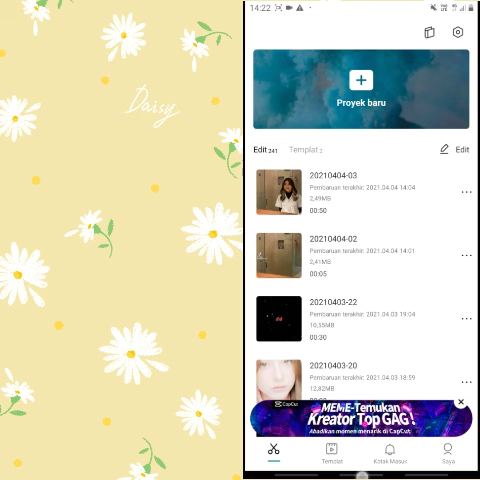 Daisy
14:22
Proyek baru
Edit 241 Templat 3 Edit
20210404-03
Pembaruan terakhir: 2021.04.04 14:04
2,49MB
00:50
20210404-02
Pembaruan terakhir: 2021.04.04 14:01
2,41MB
00:05
20210403-22
Pembaruan terakhir: 2021.04.03 19:04
10,55MB
00:30
20210403-20
Pembaruan terakhir: 2021.04.03 18:59
12,82MB
CapCut
MEME-Temukan
Kreator Top GAG !
Abadikan momen menarik di CapCut,
Templat Kotak Masuk Saya